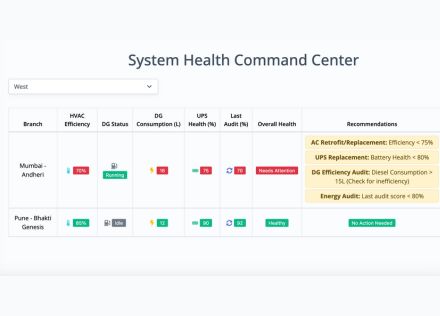 System Health Command Center
West
Branch
HVAC
Efficiency
DG Status
DG
Consumption (L)
UPS
Health (%)
Last
Audit (%)
Overall Health
Recommendations
Mumbai -
Andheri
70%
Running
16
75
70
Needs Attention
AC Retrofit/Replacement: Efficiency < 75%
UPS Replacement: Battery Health < 80%
DG Efficiency Audit: Diesel Consumption >
15L (Check for inefficiency)
Energy Audit: Last audit score < 80%
Pune - Bhakti
Genesis
85%
Idle
12
90
92
Healthy
No Action Needed